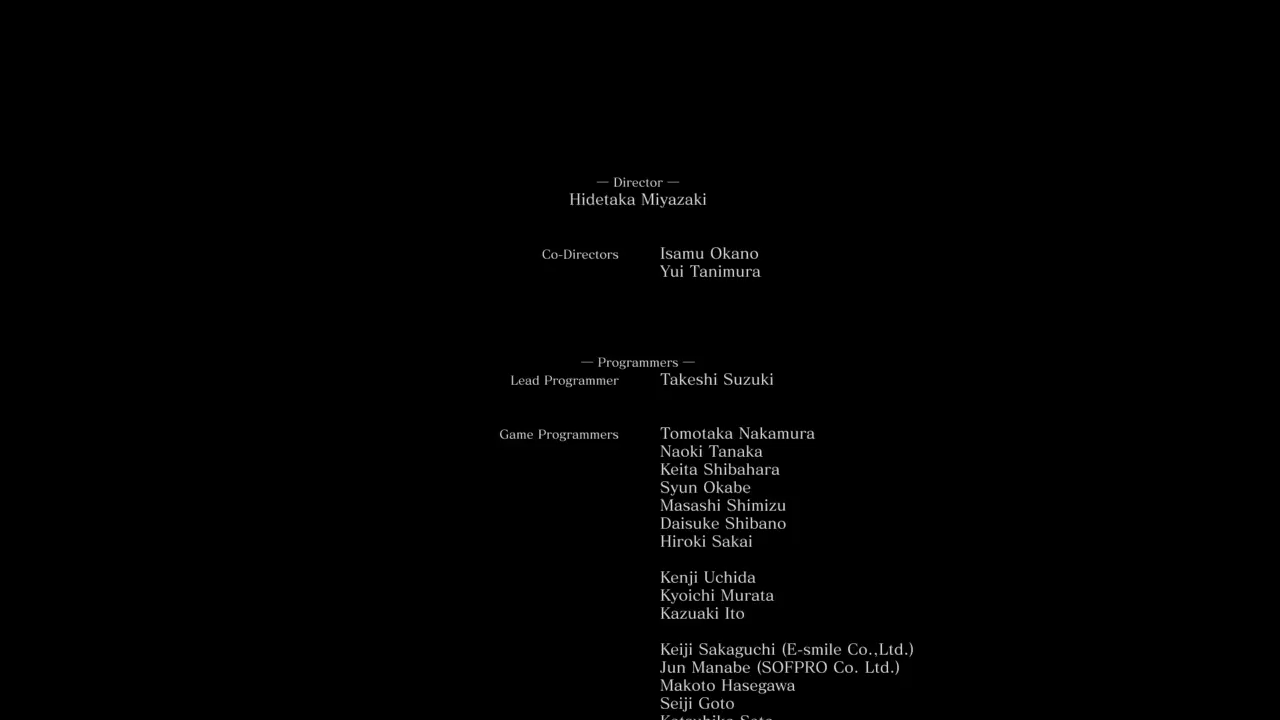 — Director —
Hidetaka Miyazaki
Co-Directors Isamu Okano
Yui Tanimura
— Programmers —
Lead Programmer Takeshi Suzuki
Game Programmers Tomotaka Nakamura
Naoki Tanaka
Keita Shibahara
Syun Okabe
Masashi Shimizu
Daisuke Shibano
Hiroki Sakai
Kenji Uchida
Kyoichi Murata
Kazuaki Ito
Keiji Sakaguchi (E-smile Co.,Ltd.)
Jun Manabe (SOFPRO Co. Ltd.)
Makoto Hasegawa
Seiji Goto